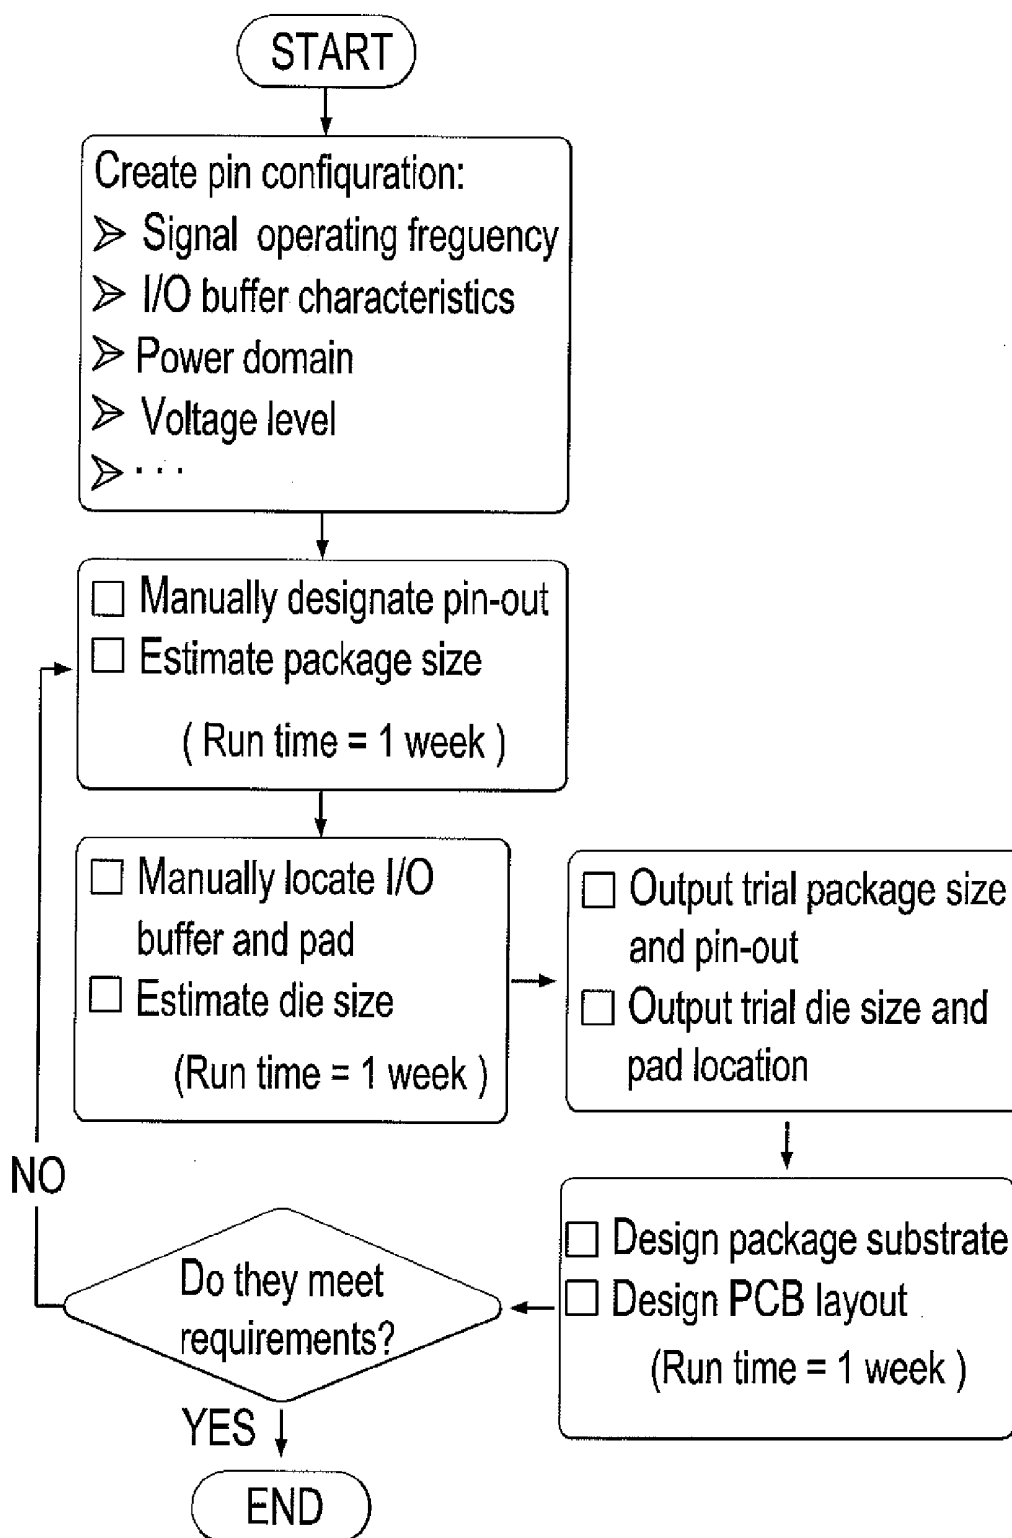 START
Create pin confiquration:
Signal operating freguency
I/O buffer characteristics
Power domain
Voltage level
...
Manually designate pin-out
Estimate package size
( Run time = 1 week )
Manually locate I/O
buffer and pad
Estimate die size
(Run time = 1 week )
Output trial package size
and pin-out
Output trial die size and
pad location
Design package substrate
Design PCB layout
(Run time = 1 week )
Do they meet
requirements?
NO
YES
END